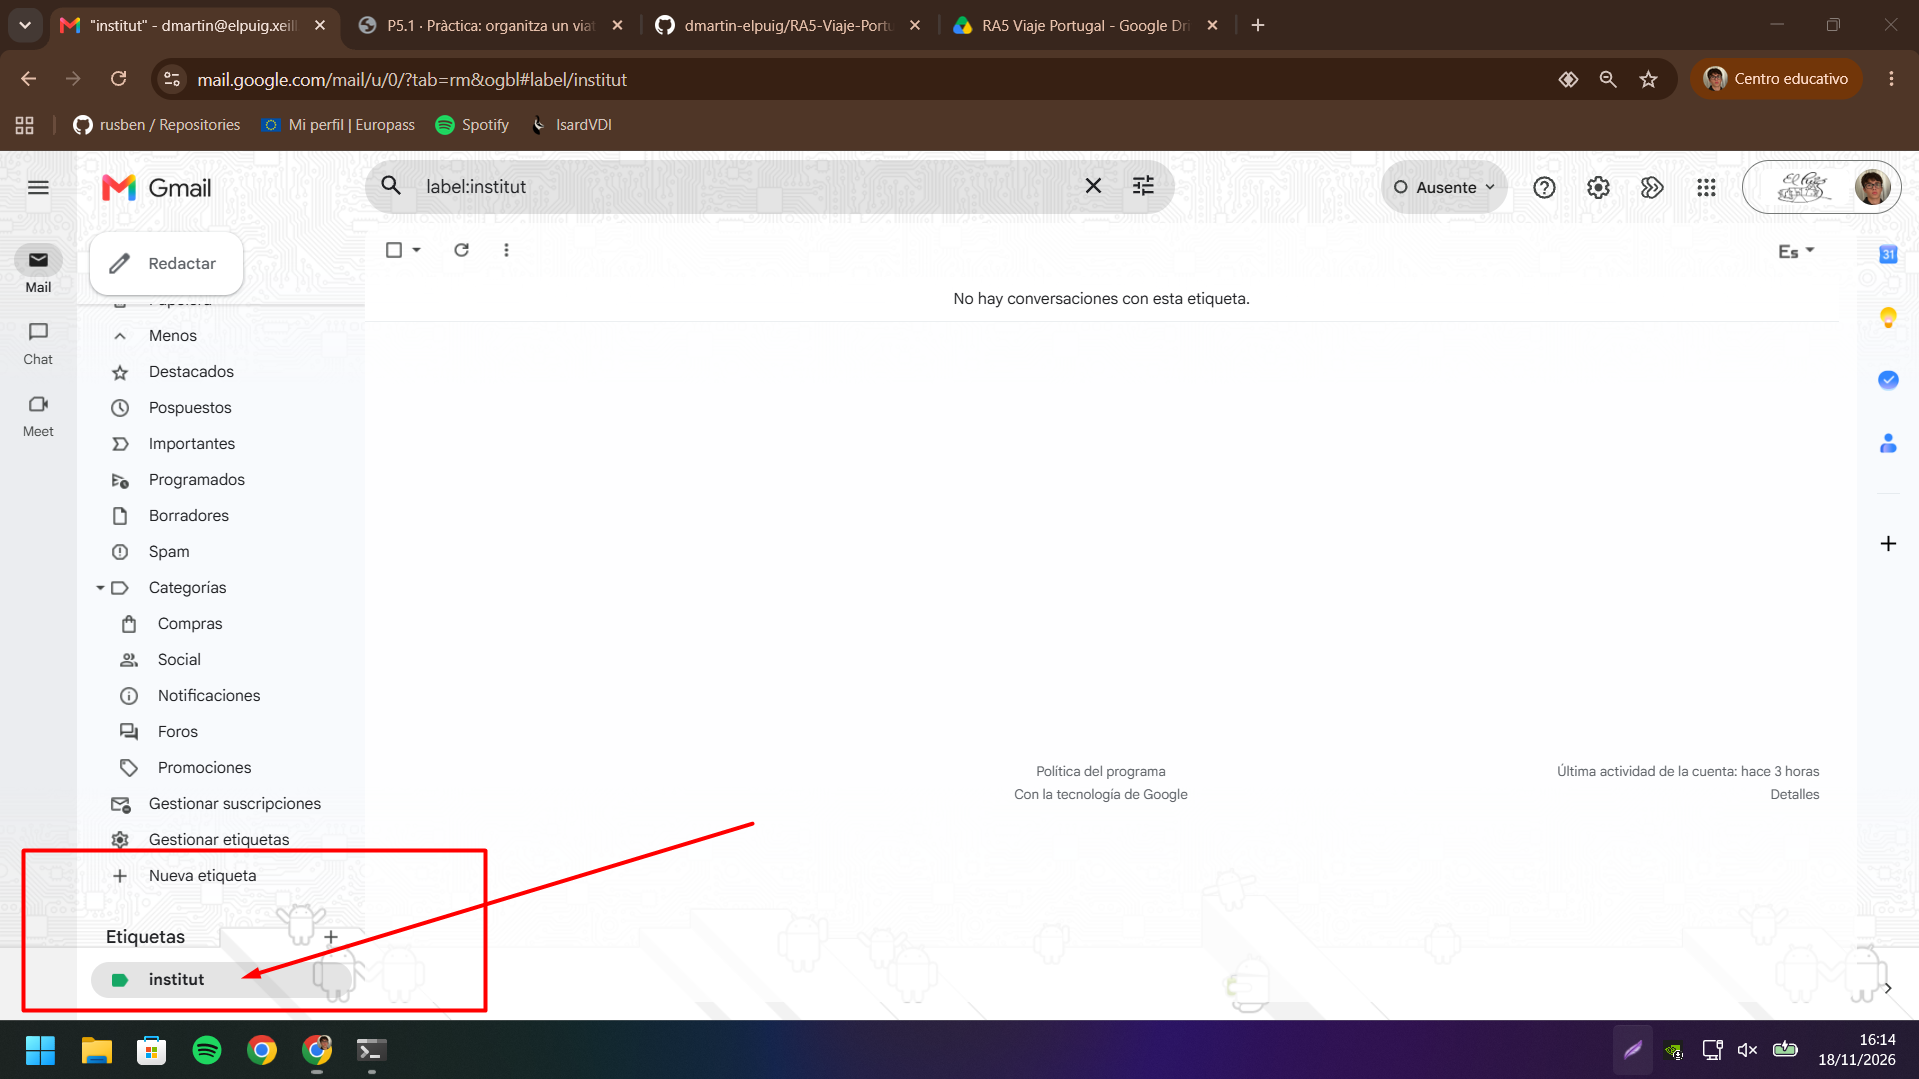 "institut" - dmartin@elpuig.xeill
P5.1 · Pràctica: organitza un viat
dmartin-elpuig/RA5-Viaje-Portu
RA5 Viaje Portugal - Google Dri
mail.google.com/mail/u/0/?tab=rm&ogbl#label/institut
Centro educativo
rusben / Repositories
Mi perfil | Europass
Spotify
IsardVDI
Gmail
label:institut
Ausente
El Puig
Redactar
Es
Mail
Papelera
No hay conversaciones con esta etiqueta.
Menos
Chat
Destacados
Pospuestos
Meet
Importantes
Programados
Borradores
Spam
Categorías
Compras
Social
Notificaciones
Foros
Promociones
Política del programa
Última actividad de la cuenta: hace 3 horas
Con la tecnología de Google
Detalles
Gestionar suscripciones
Gestionar etiquetas
Nueva etiqueta
Etiquetas
institut
31
16:14
18/11/2026